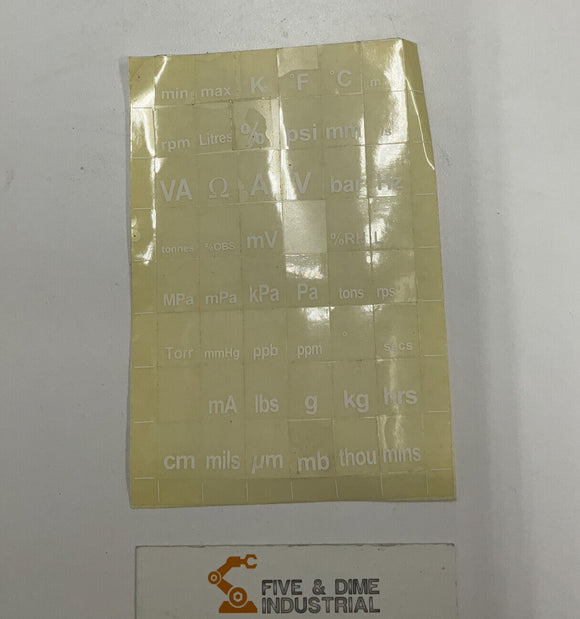 min max K °F °C
rpm Litres % psi mm
VA Ω A V bar Hz
tonnes %OBS mV %RH
MPa mPa kPa Pa tons rps
Torr mmHg ppb ppm ° secs
mA lbs g kg hrs
cm mils µm mb thou mins
FIVE & DIME
INDUSTRIAL